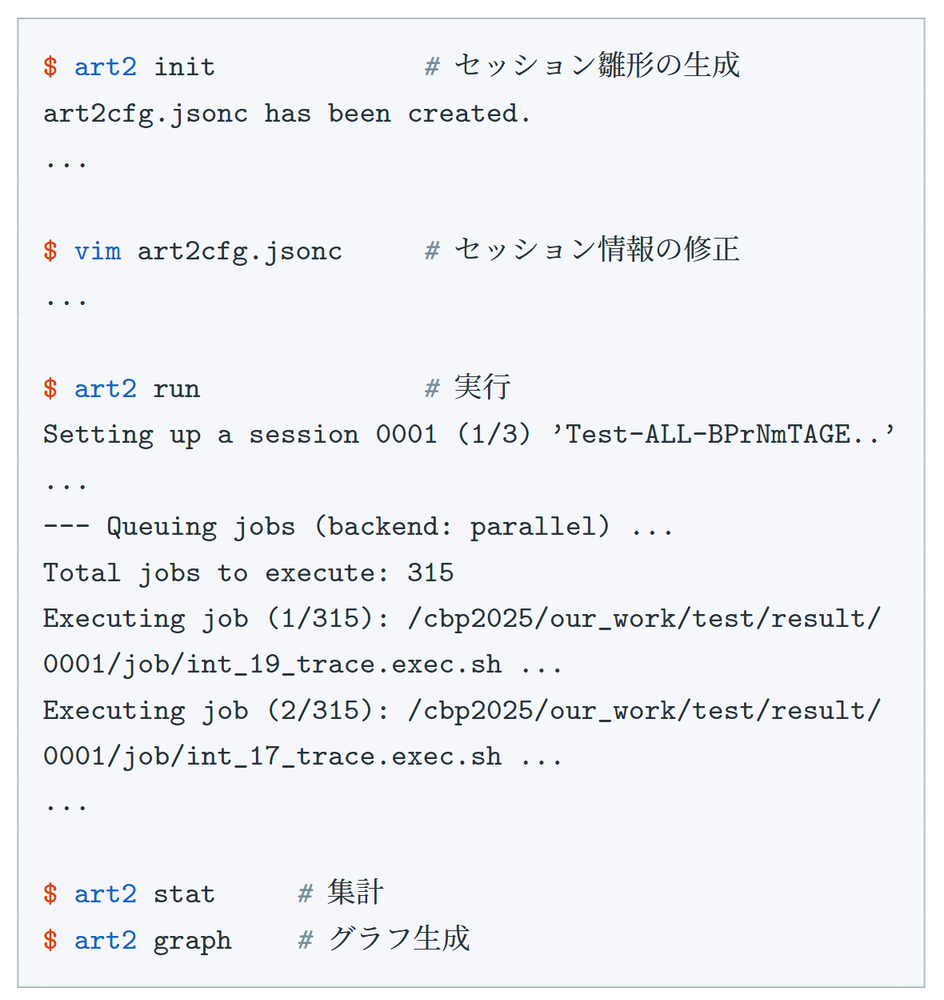 $ art2 init # セッション雛形の生成
art2cfg.jsonc has been created.
...
$ vim art2cfg.jsonc # セッション情報の修正
...
$ art2 run # 実行
Setting up a session 0001 (1/3) ’Test-ALL-BPrNmTAGE..’
...
--- Queuing jobs (backend: parallel) ...
Total jobs to execute: 315
Executing job (1/315): /cbp2025/our_work/test/result/
0001/job/int_19_trace.exec.sh ...
Executing job (2/315): /cbp2025/our_work/test/result/
0001/job/int_17_trace.exec.sh ...
...
$ art2 stat # 集計
$ art2 graph # グラフ生成